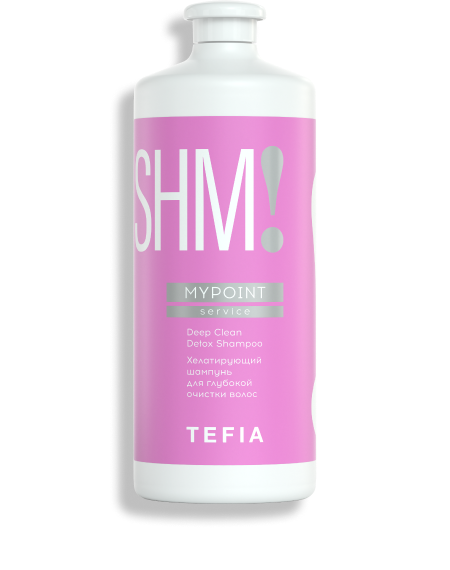 SHM!
MYPOINT
service
Deep Clean
Detox Shampoo
Хелатирующий
шампунь
для глубокой
очистки волос
TEFIA